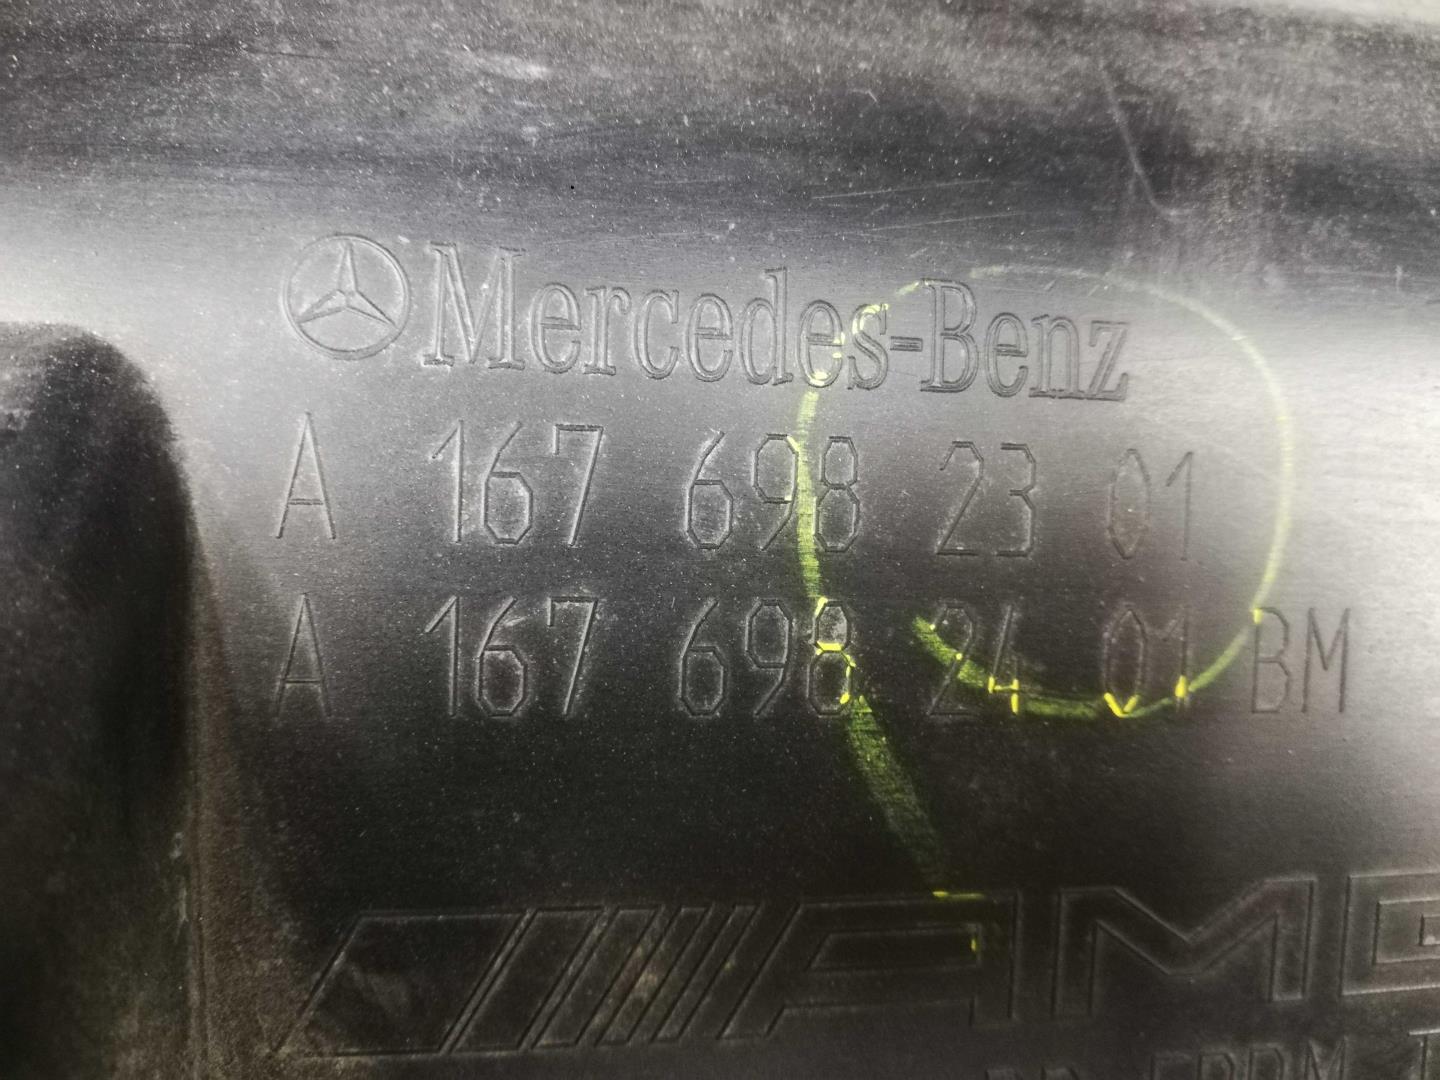 Mercedes-Benz
A 167 698 23 01
A 167 698 24 01 BM
AMG